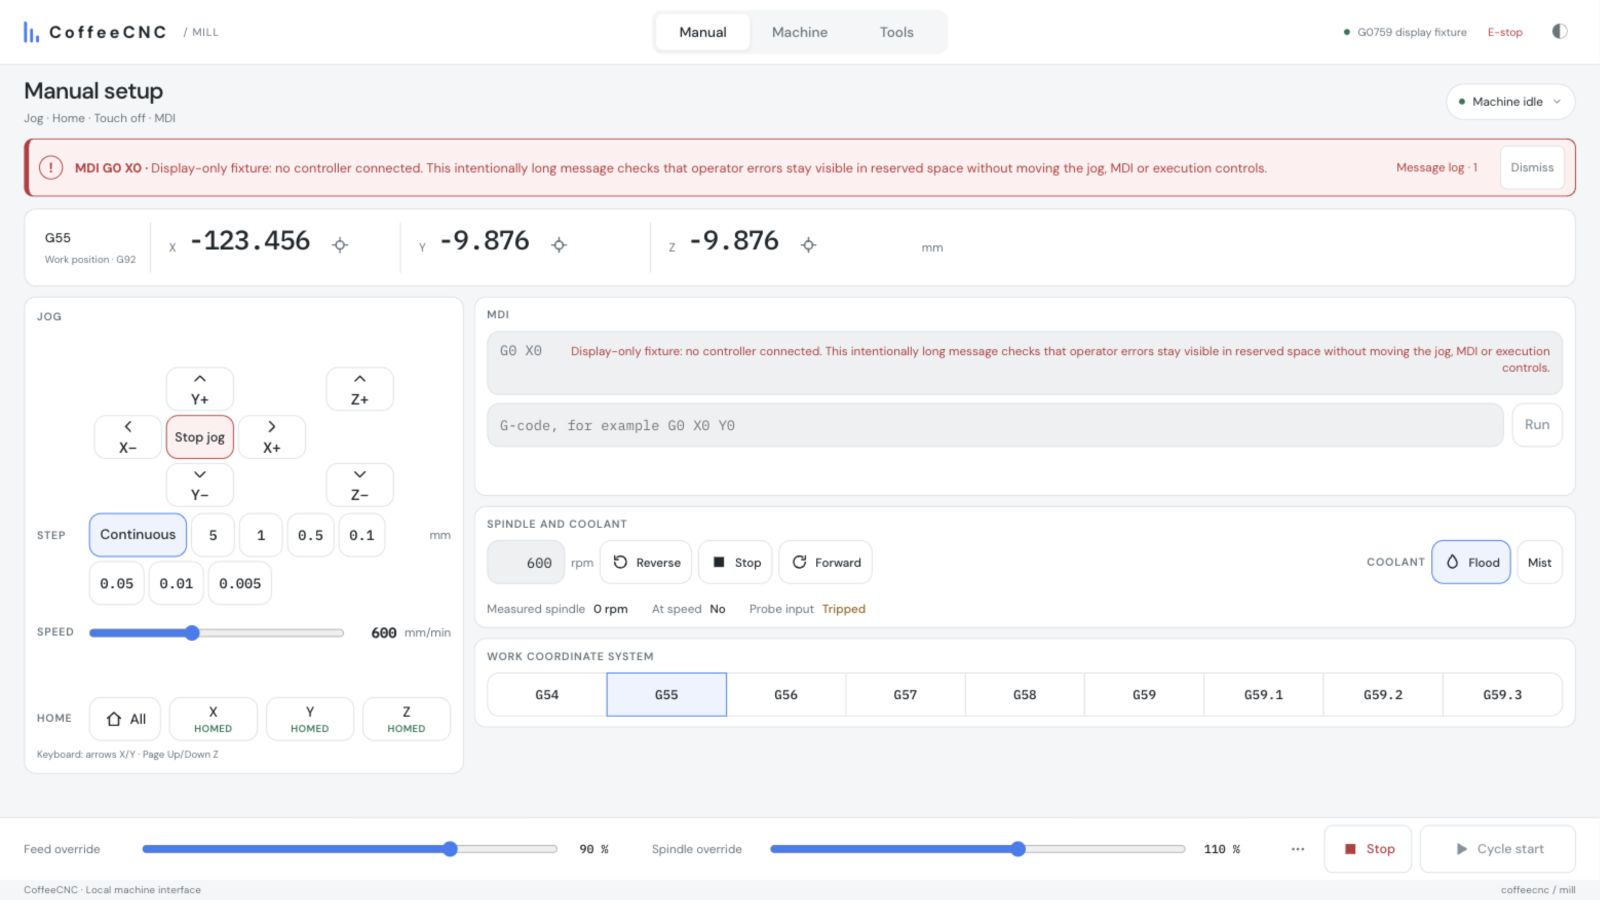 CoffeeCNC / MILL
Manual Machine Tools
G0759 display fixture E-stop
Manual setup
Jog · Home · Touch off · MDI
Machine idle
! MDI G0 X0 · Display-only fixture: no controller connected. This intentionally long message checks that operator errors stay visible in reserved space without moving the jog, MDI or execution controls. Message log · 1 Dismiss
G55
Work position · G92
X -123.456 Y -9.876 Z -9.876 mm
JOG
Y+ Z+
X− Stop jog X+
Y− Z−
STEP Continuous 5 1 0.5 0.1 mm
0.05 0.01 0.005
SPEED 600 mm/min
HOME All X HOMED Y HOMED Z HOMED
Keyboard: arrows X/Y · Page Up/Down Z
MDI
G0 X0 Display-only fixture: no controller connected. This intentionally long message checks that operator errors stay visible in reserved space without moving the jog, MDI or execution
controls.
G-code, for example G0 X0 Y0 Run
SPINDLE AND COOLANT
600 rpm Reverse Stop Forward COOLANT Flood Mist
Measured spindle 0 rpm At speed No Probe input Tripped
WORK COORDINATE SYSTEM
G54 G55 G56 G57 G58 G59 G59.1 G59.2 G59.3
Feed override 90 % Spindle override 110 % ··· Stop Cycle start
CoffeeCNC · Local machine interface coffeecnc / mill